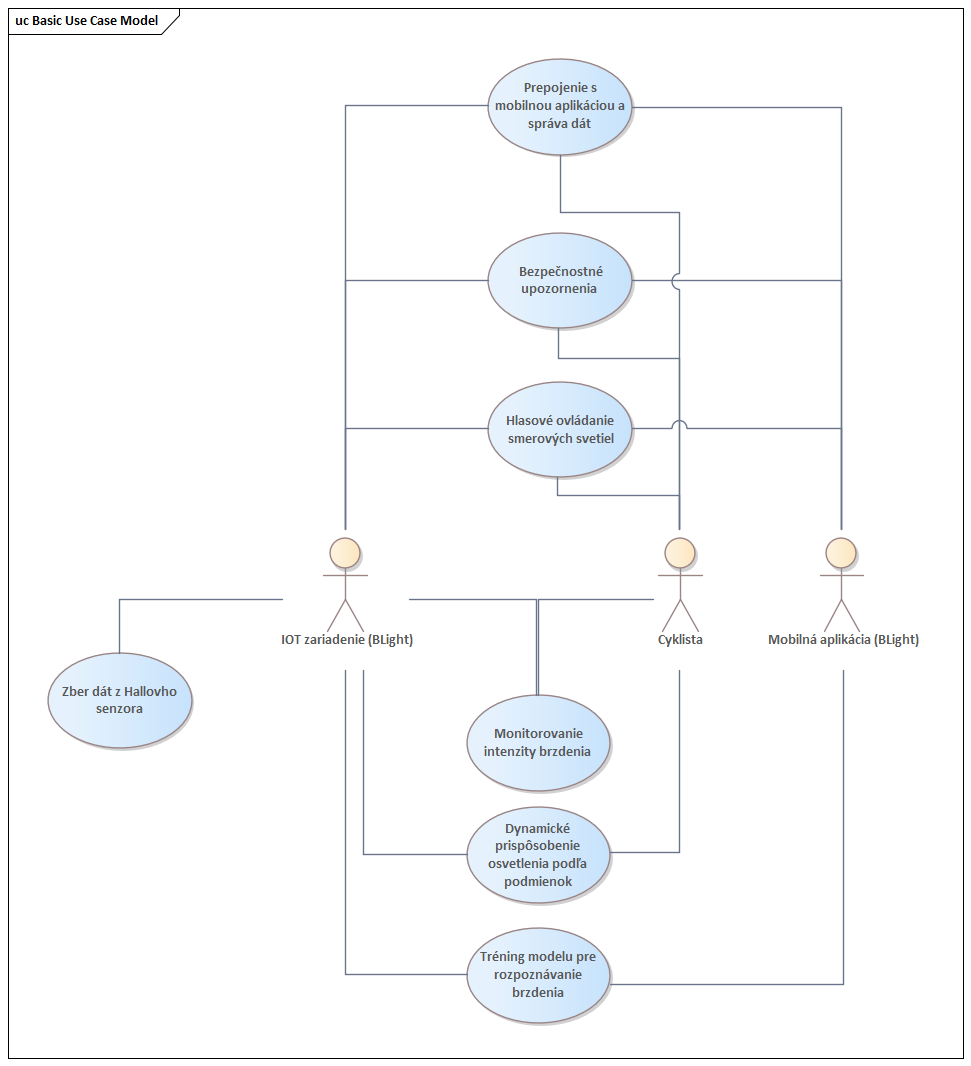 uc Basic Use Case Model
Prepojenie s
mobilnou aplikáciou a
správa dát
Bezpečnostné
upozornenia
Hlasové ovládanie
smerových svetiel
IOT zariadenie (BLight)
Cyklista
Mobilná aplikácia (BLight)
Zber dát z Hallovho
senzora
Monitorovanie
intenzity brzdenia
Dynamické
prispôsobenie
osvetlenia podľa
podmienok
Tréning modelu pre
rozpoznávanie
brzdenia